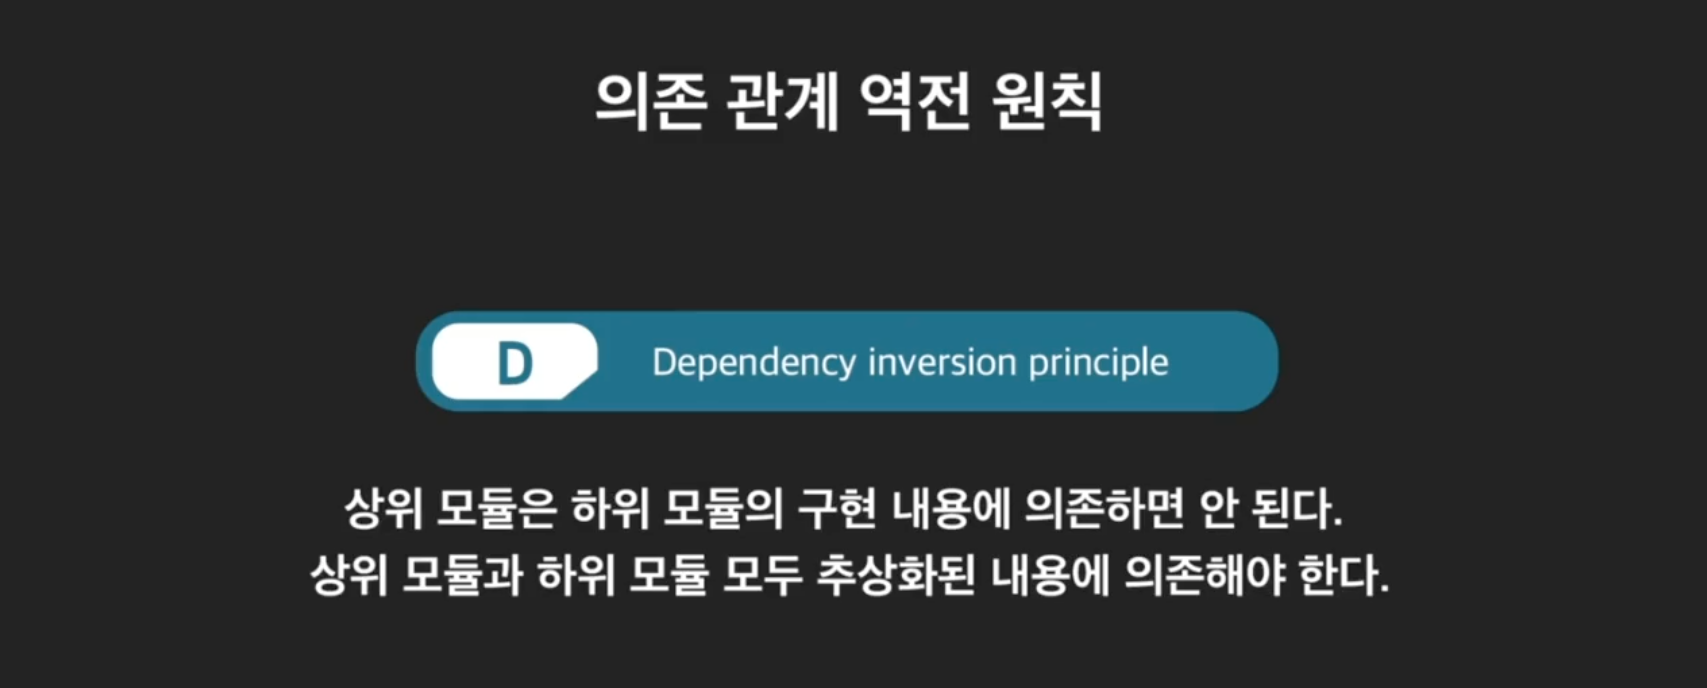 의존 관계 역전 원칙
D Dependency inversion principle
상위 모듈은 하위 모듈의 구현 내용에 의존하면 안 된다.
상위 모듈과 하위 모듈 모두 추상화된 내용에 의존해야 한다.